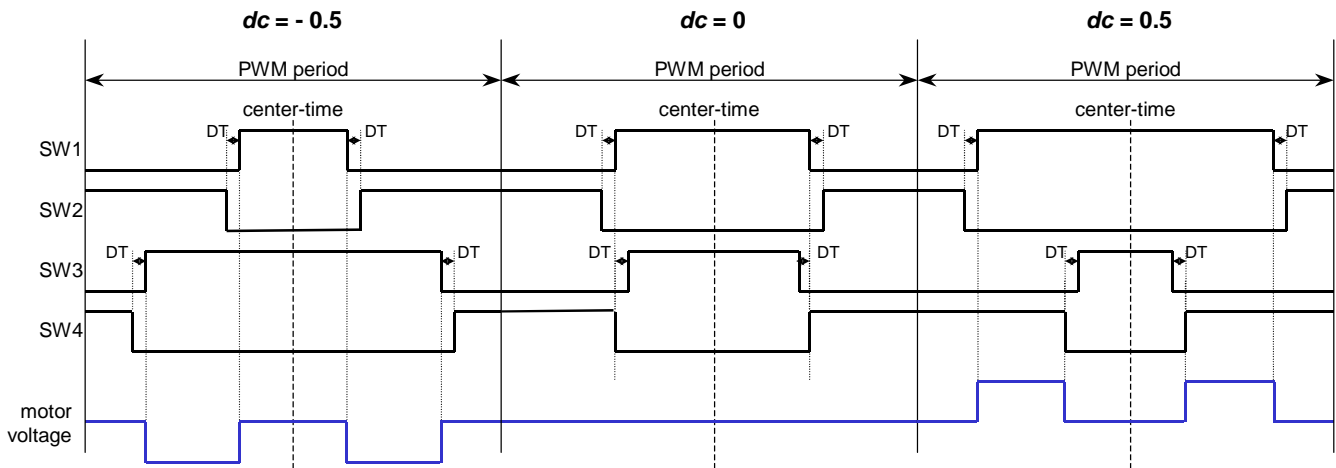 dc = - 0.5 dc = 0 dc = 0.5
PWM period PWM period PWM period
center-time center-time center-time
DT DT DT DT DT DT
SW1
SW2
DT DT DT DT DT DT
SW3
SW4
motor
voltage